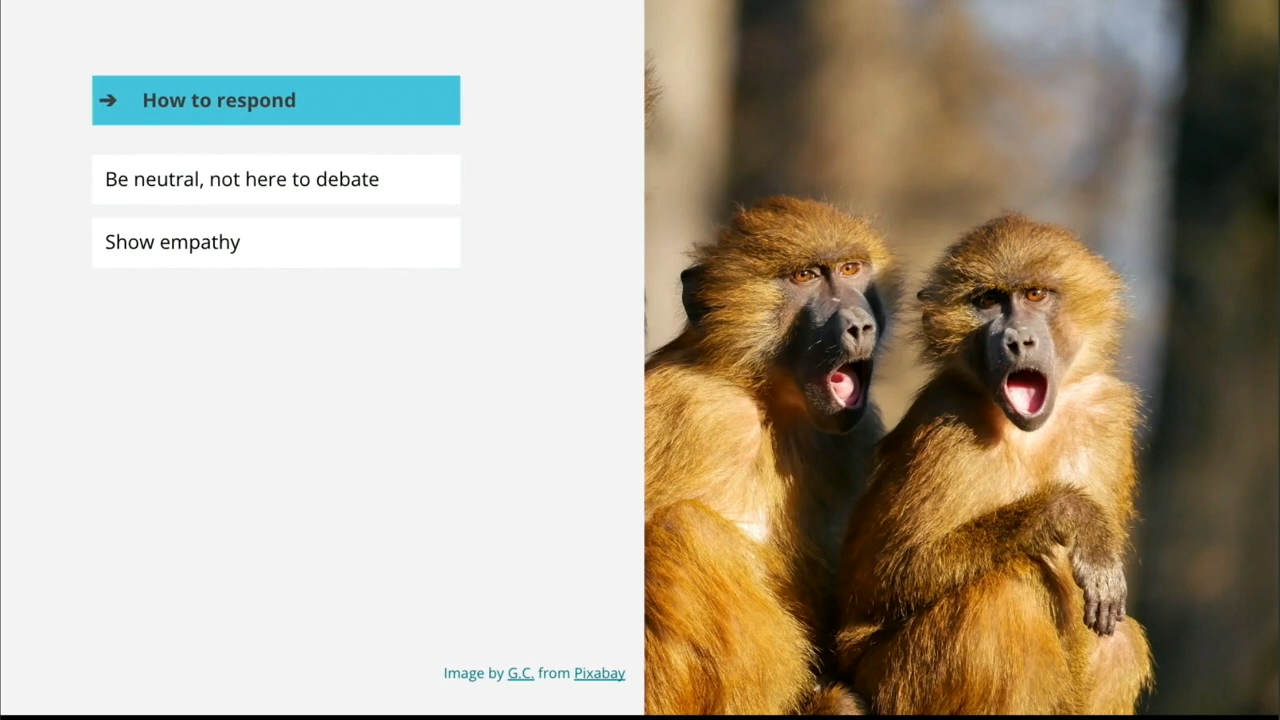 ➔ How to respond
Be neutral, not here to debate
Show empathy
Image by G.C. from Pixabay